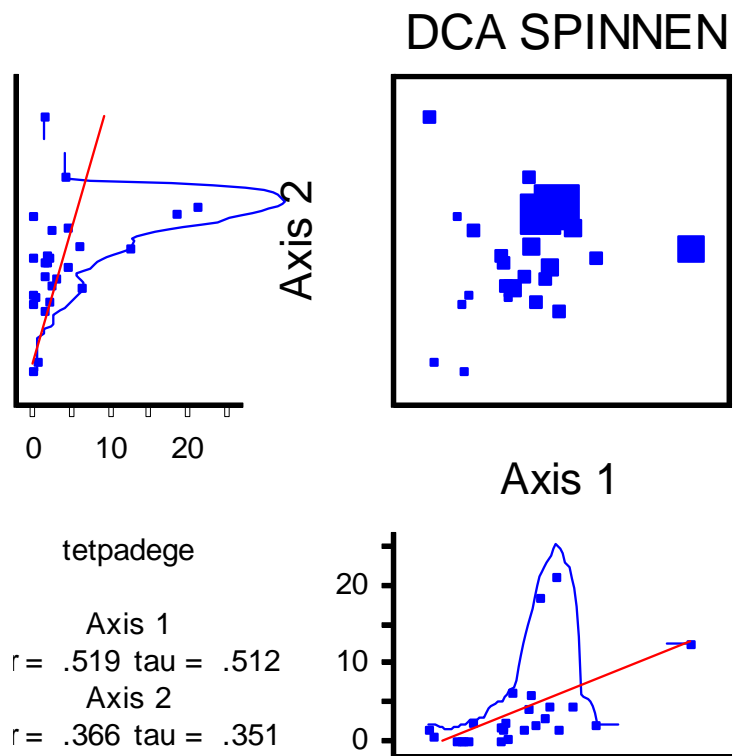 DCA SPINNEN
Axis 2
0 10 20
Axis 1
tetpadege
Axis 1
r = .519 tau = .512
Axis 2
r = .366 tau = .351
20
10
0